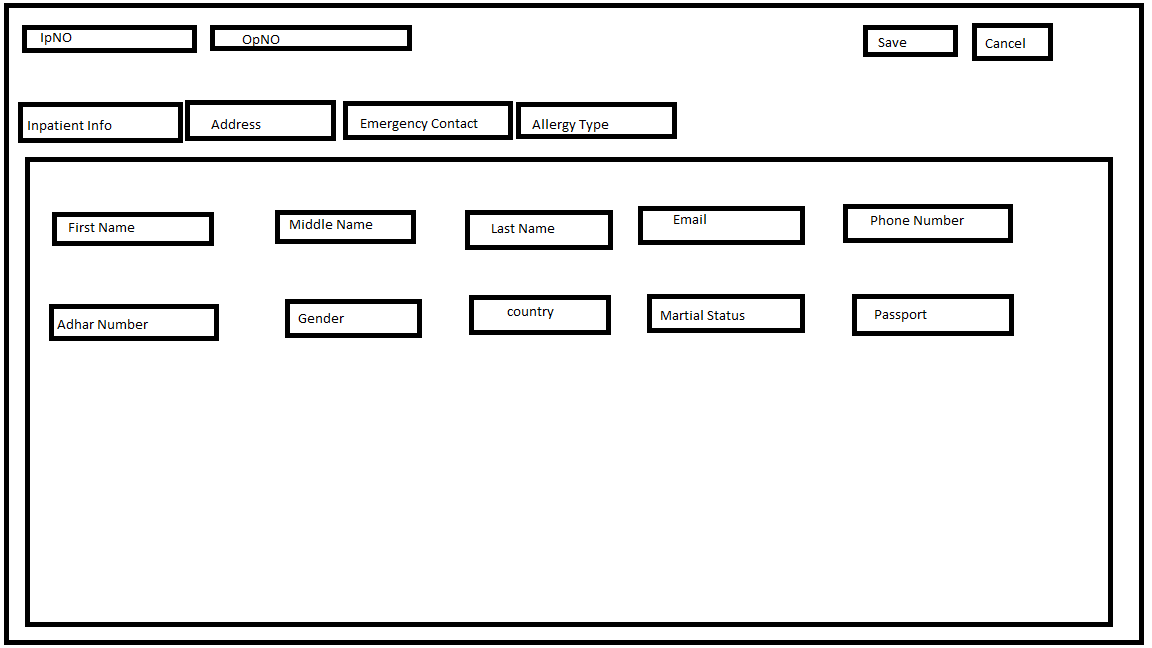 IpNO
OpNO
Save
Cancel
Inpatient Info
Address
Emergency Contact
Allergy Type
First Name
Middle Name
Last Name
Email
Phone Number
Adhar Number
Gender
country
Martial Status
Passport